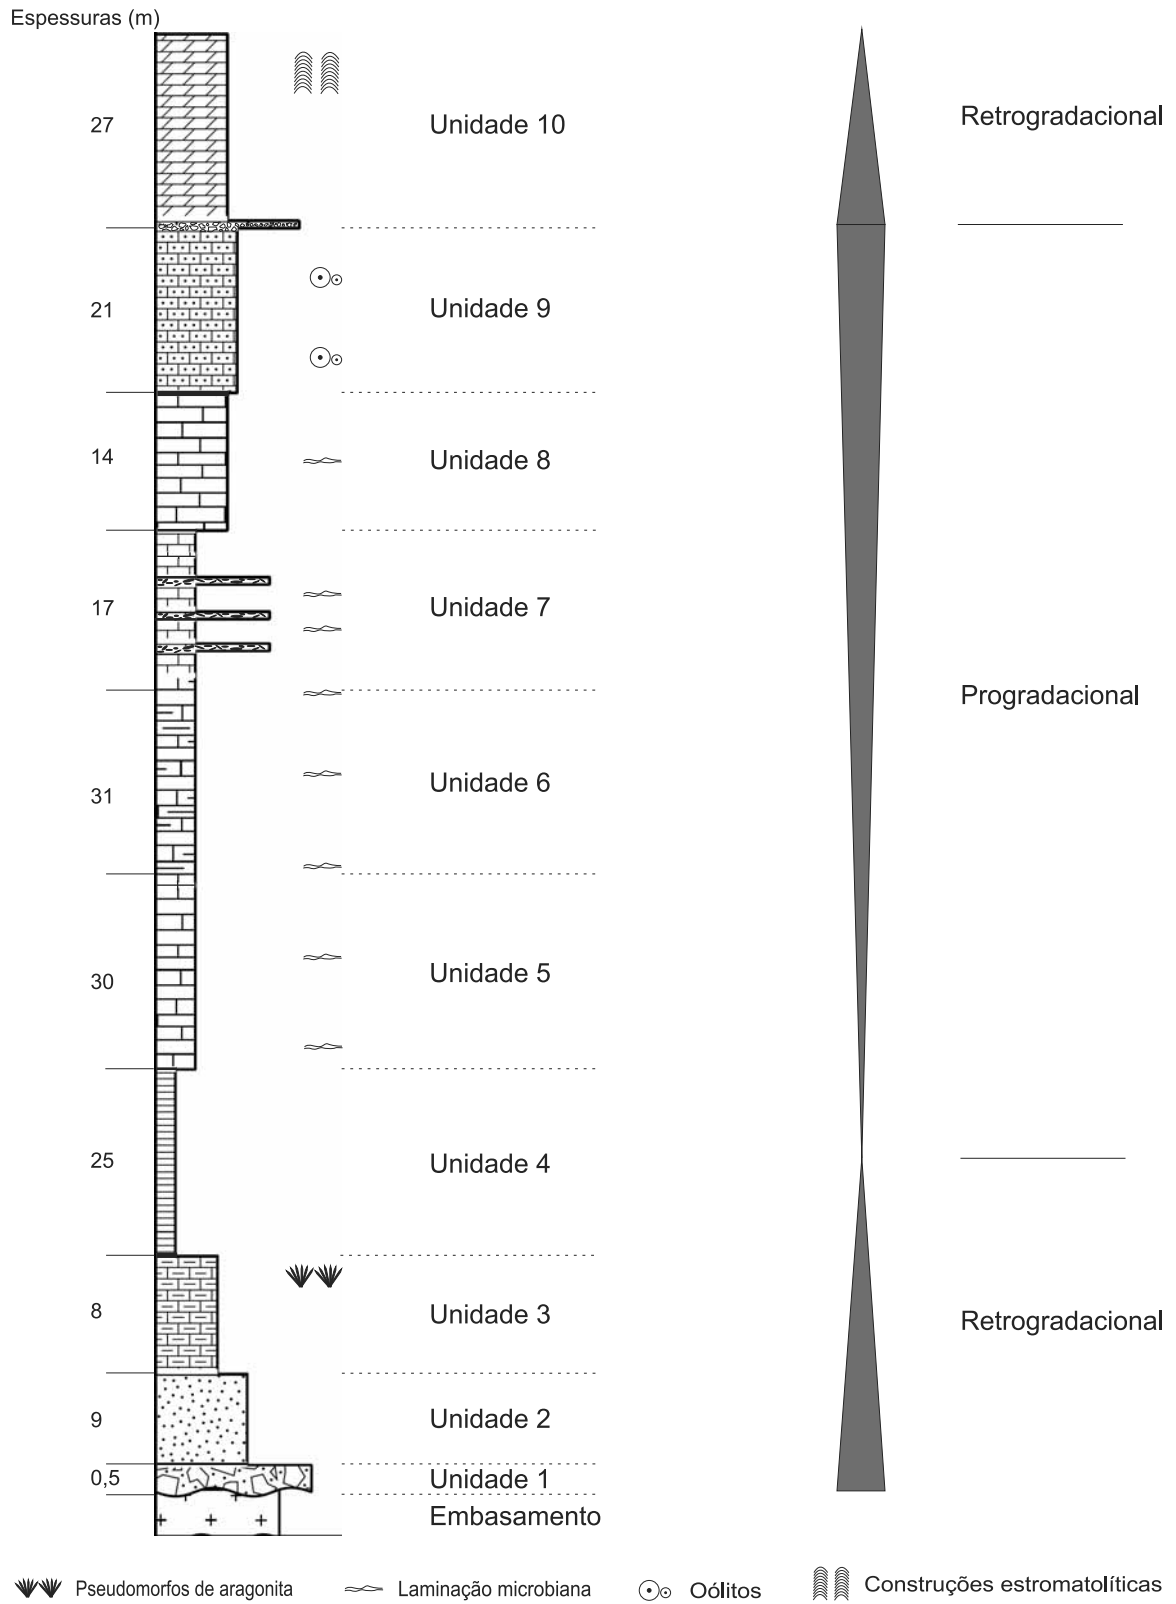 Espessuras (m)
27
Unidade 10
Retrogradacional
21
Unidade 9
14
Unidade 8
17
Unidade 7
Progradacional
31
Unidade 6
30
Unidade 5
25
Unidade 4
8
Unidade 3
Retrogradacional
9
Unidade 2
0,5
Unidade 1
Embasamento
Pseudomorfos de aragonita
Laminação microbiana
Oólitos
Construções estromatolíticas